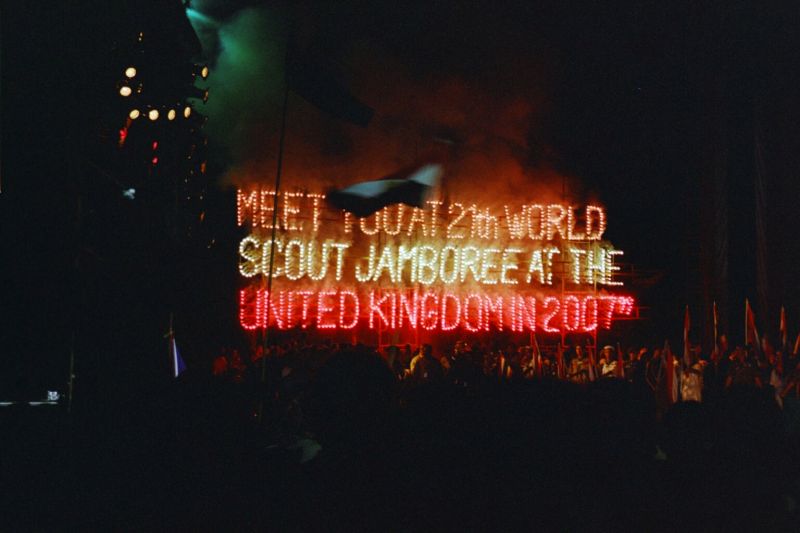 MEET YOU AT 21th WORLD
SCOUT JAMBOREE AT THE
UNITED KINGDOM IN 2007"